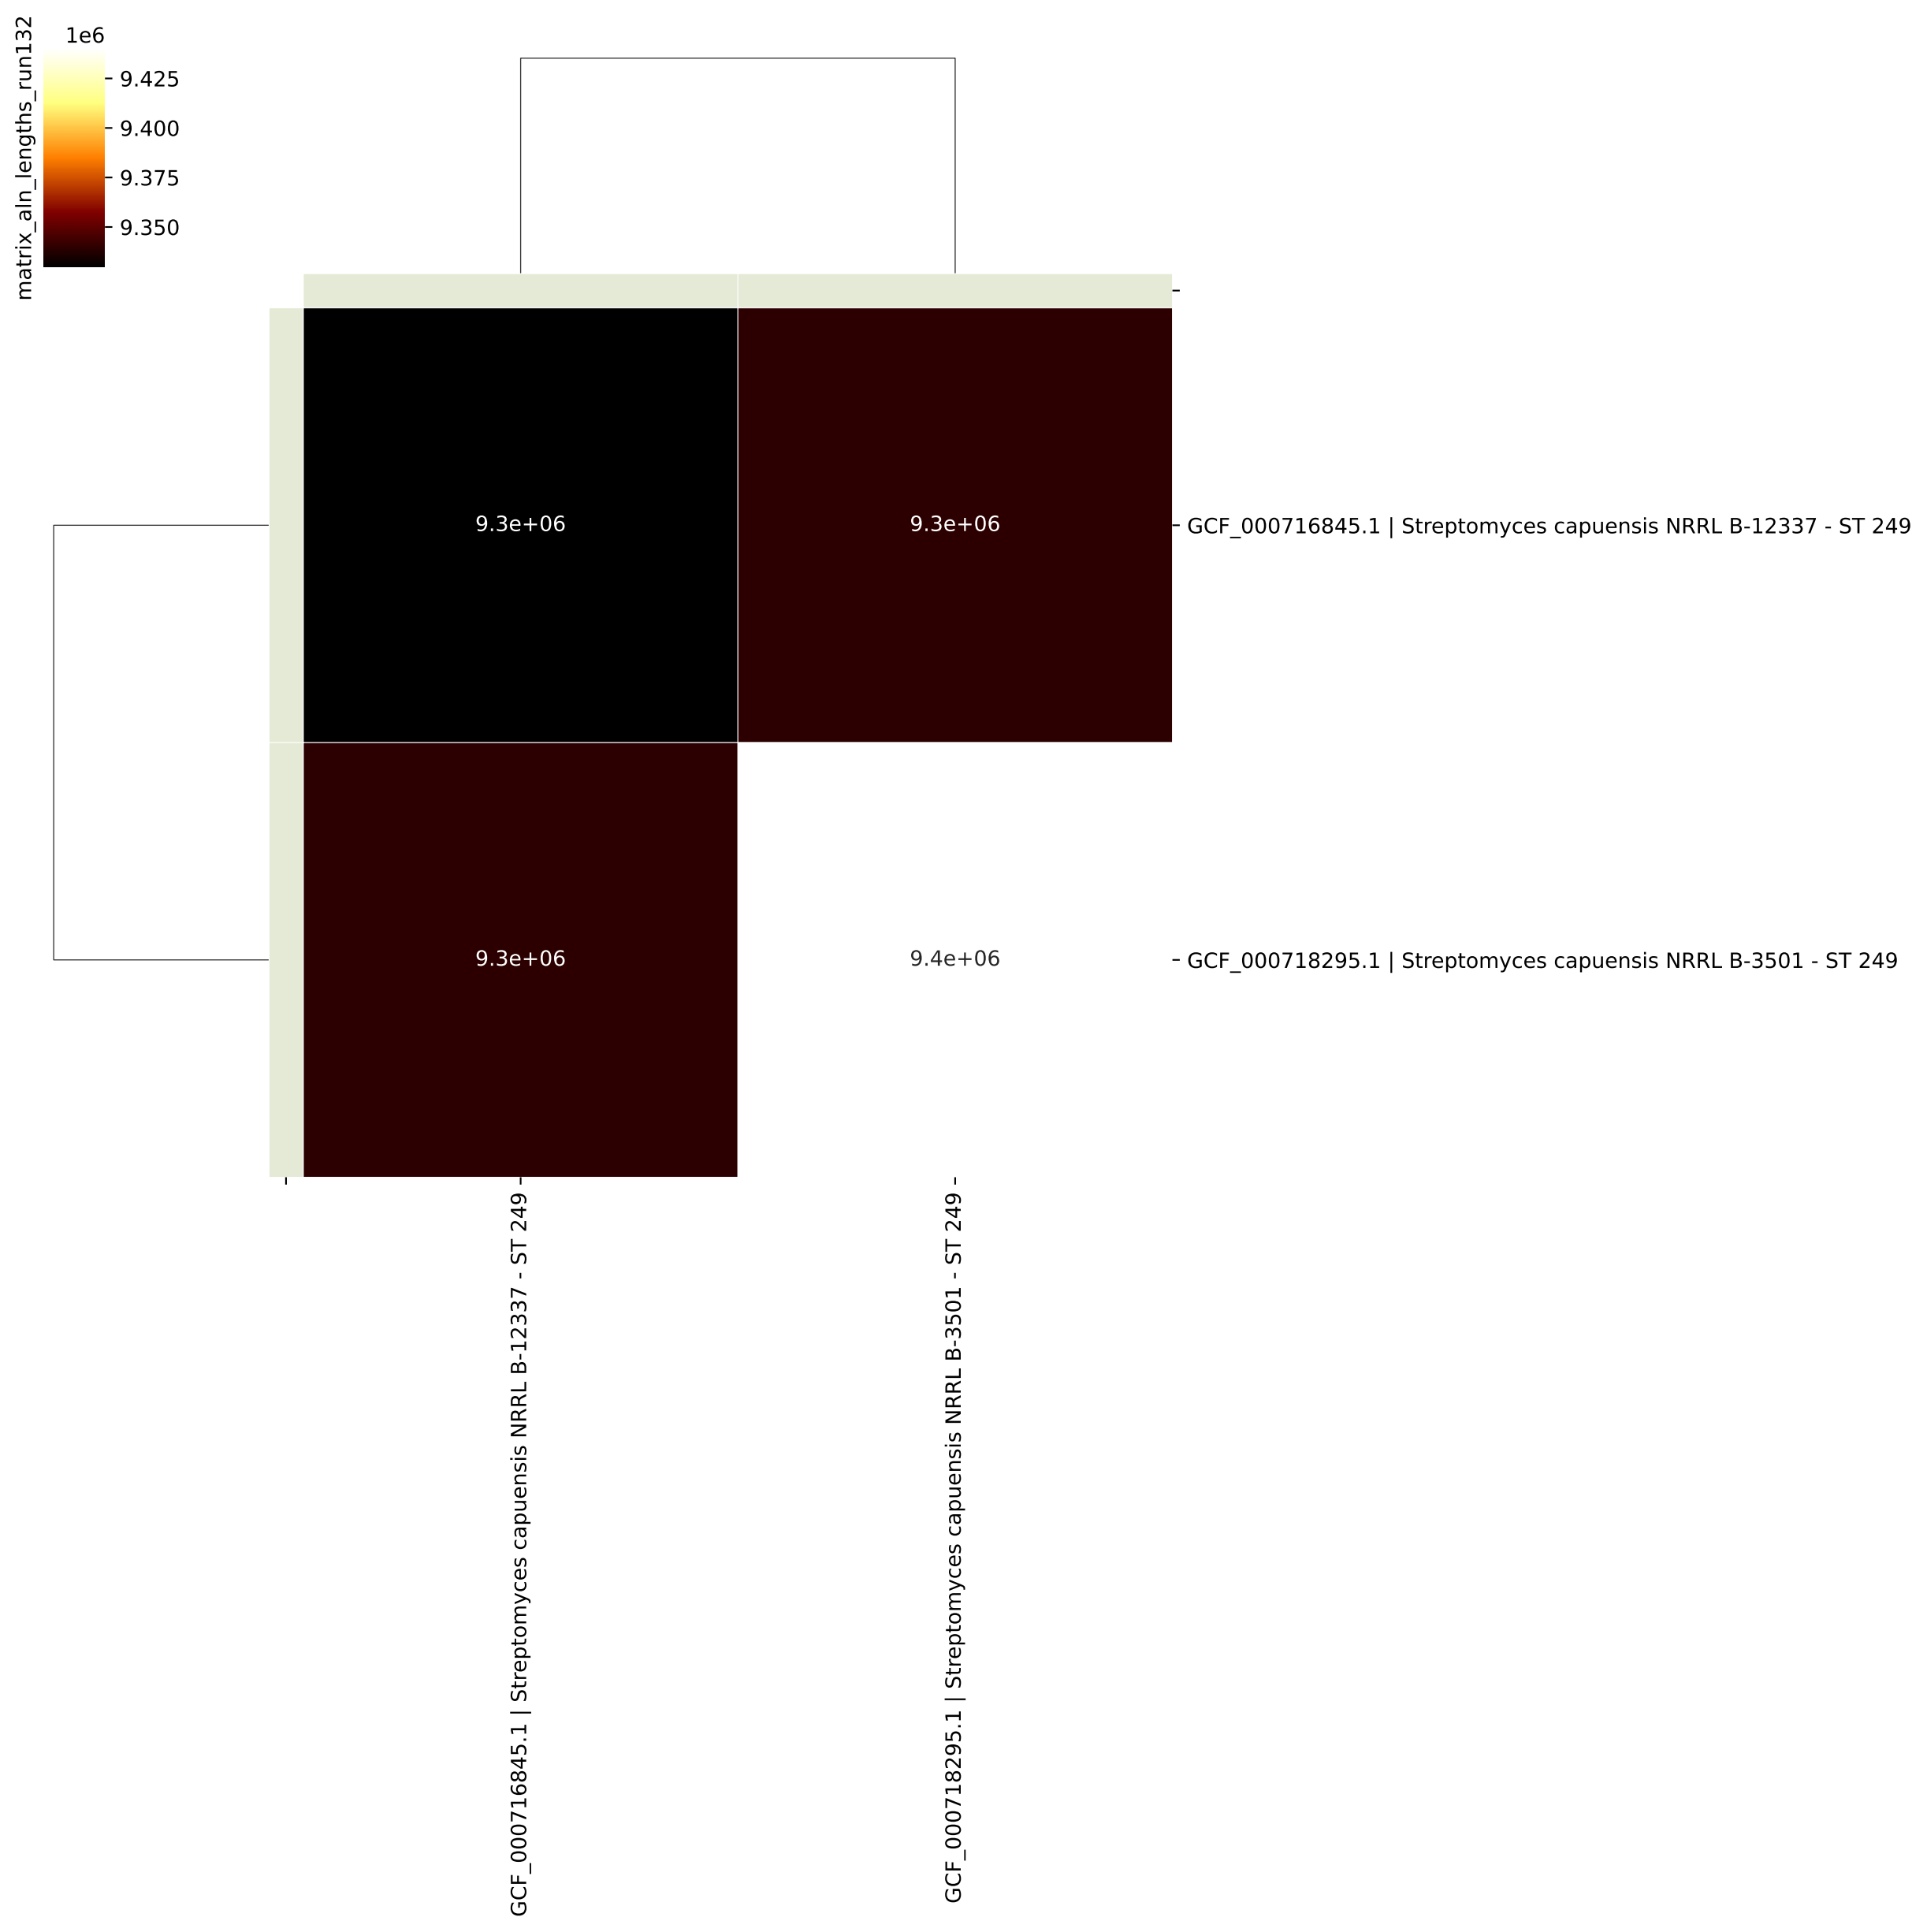 matrix_aln_lengths_run132
1e6
9.425
9.400
9.375
9.350
9.3e+06
9.3e+06
GCF_000716845.1 | Streptomyces capuensis NRRL B-12337 - ST 249
9.3e+06
9.4e+06
GCF_000718295.1 | Streptomyces capuensis NRRL B-3501 - ST 249
GCF_000716845.1 | Streptomyces capuensis NRRL B-12337 - ST 249
GCF_000718295.1 | Streptomyces capuensis NRRL B-3501 - ST 249